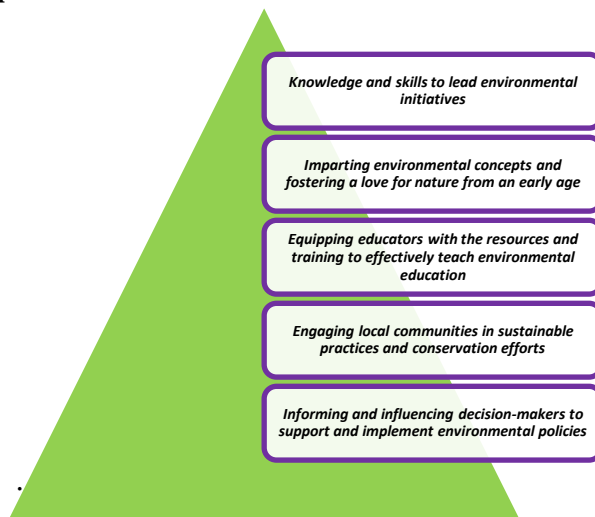 Knowledge and skills to lead environmental
initiatives
Imparting environmental concepts and
fostering a love for nature from an early age
Equipping educators with the resources and
training to effectively teach environmental
education
Engaging local communities in sustainable
practices and conservation efforts
Informing and influencing decision-makers to
support and implement environmental policies
.